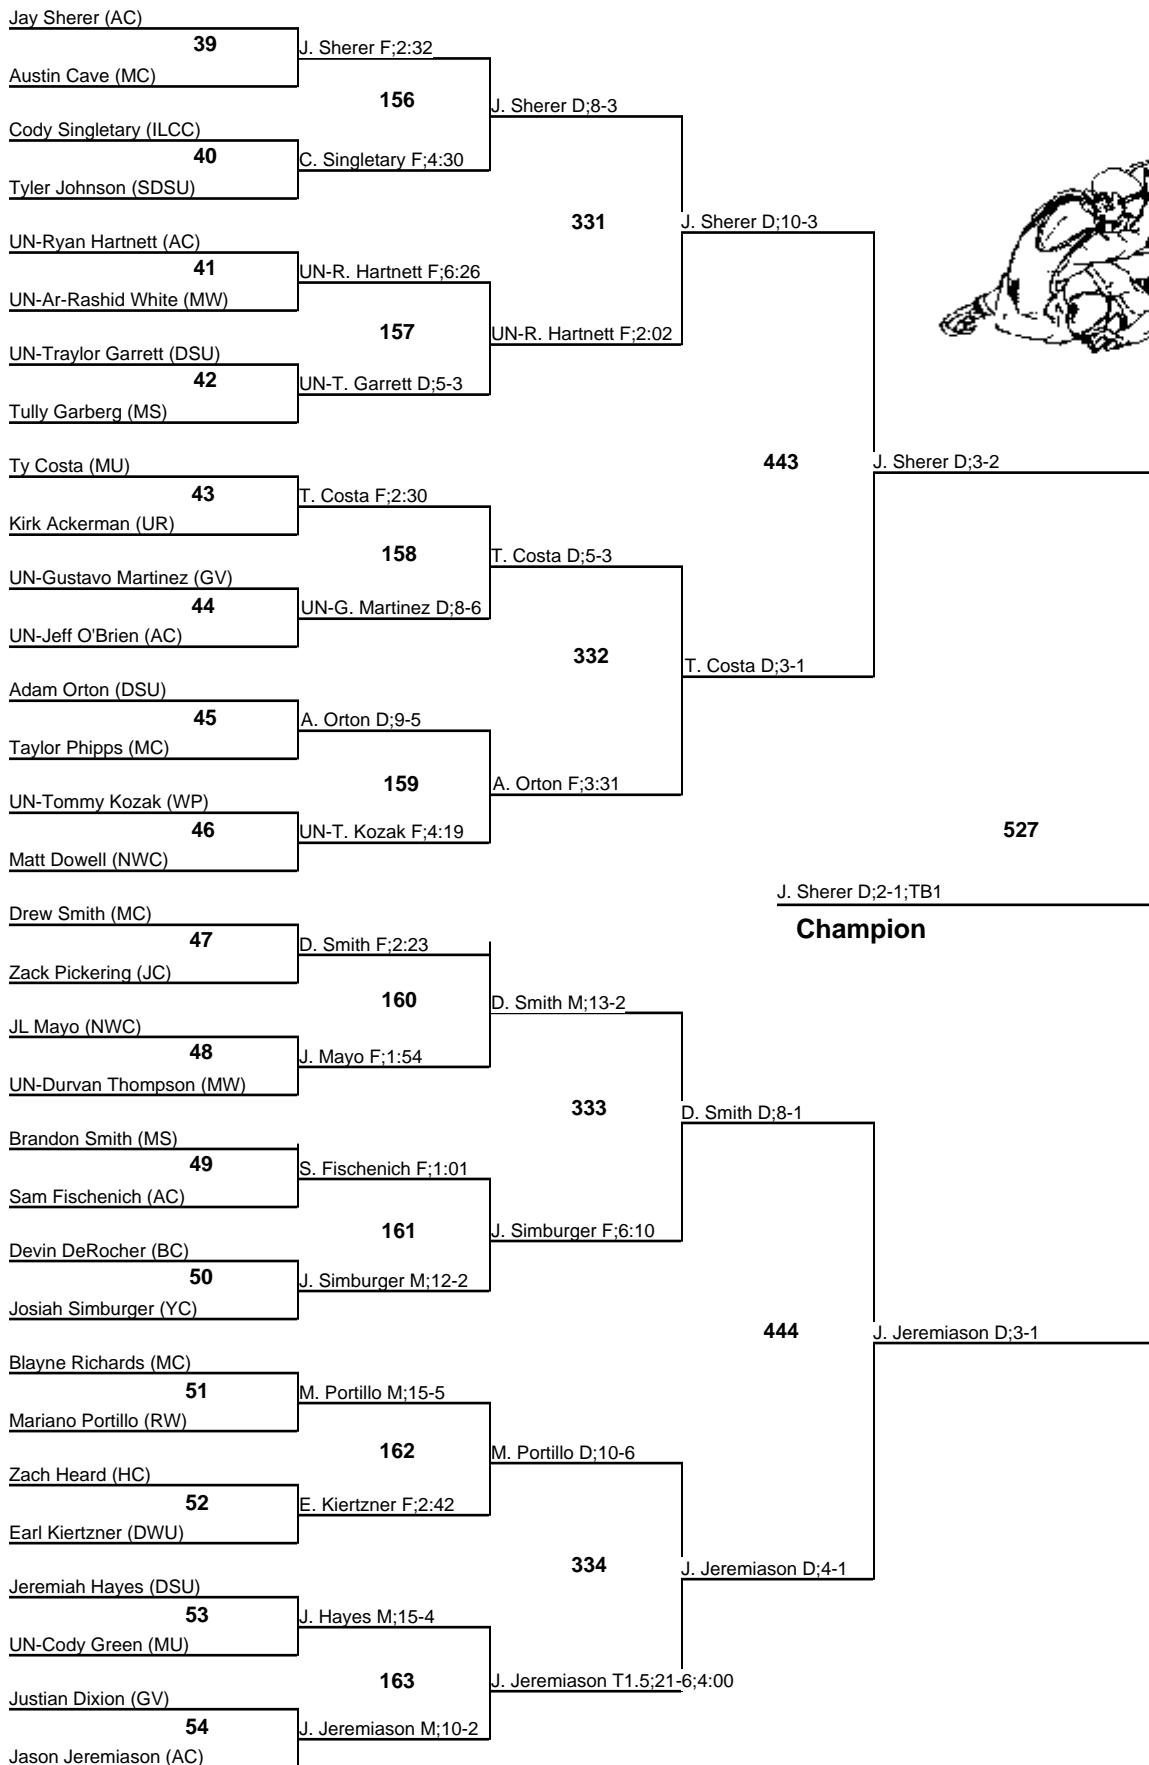 Jay Sherer (AC)
39
J. Sherer F;2:32
Austin Cave (MC)
156
J. Sherer D;8-3
Cody Singletary (ILCC)
40
C. Singletary F;4:30
Tyler Johnson (SDSU)
331
J. Sherer D;10-3
UN-Ryan Hartnett (AC)
41
UN-R. Hartnett F;6:26
UN-Ar-Rashid White (MW)
157
UN-R. Hartnett F;2:02
UN-Traylor Garrett (DSU)
42
UN-T. Garrett D;5-3
Tully Garberg (MS)
443
J. Sherer D;3-2
Ty Costa (MU)
43
T. Costa F;2:30
Kirk Ackerman (UR)
158
T. Costa D;5-3
UN-Gustavo Martinez (GV)
44
UN-G. Martinez D;8-6
UN-Jeff O'Brien (AC)
332
T. Costa D;3-1
Adam Orton (DSU)
45
A. Orton D;9-5
Taylor Phipps (MC)
159
A. Orton F;3:31
UN-Tommy Kozak (WP)
46
UN-T. Kozak F;4:19
Matt Dowell (NWC)
527
J. Sherer D;2-1;TB1
Champion
Drew Smith (MC)
47
D. Smith F;2:23
Zack Pickering (JC)
160
D. Smith M;13-2
JL Mayo (NWC)
48
J. Mayo F;1:54
UN-Durvan Thompson (MW)
333
D. Smith D;8-1
Brandon Smith (MS)
49
S. Fischenich F;1:01
Sam Fischenich (AC)
161
J. Simburger F;6:10
Devin DeRocher (BC)
50
J. Simburger M;12-2
Josiah Simburger (YC)
444
J. Jeremiason D;3-1
Blayne Richards (MC)
51
M. Portillo M;15-5
Mariano Portillo (RW)
162
M. Portillo D;10-6
Zach Heard (HC)
52
E. Kiertzner F;2:42
Earl Kiertzner (DWU)
334
J. Jeremiason D;4-1
Jeremiah Hayes (DSU)
53
J. Hayes M;15-4
UN-Cody Green (MU)
163
J. Jeremiason T1.5;21-6;4:00
Justian Dixion (GV)
54
J. Jeremiason M;10-2
Jason Jeremiason (AC)